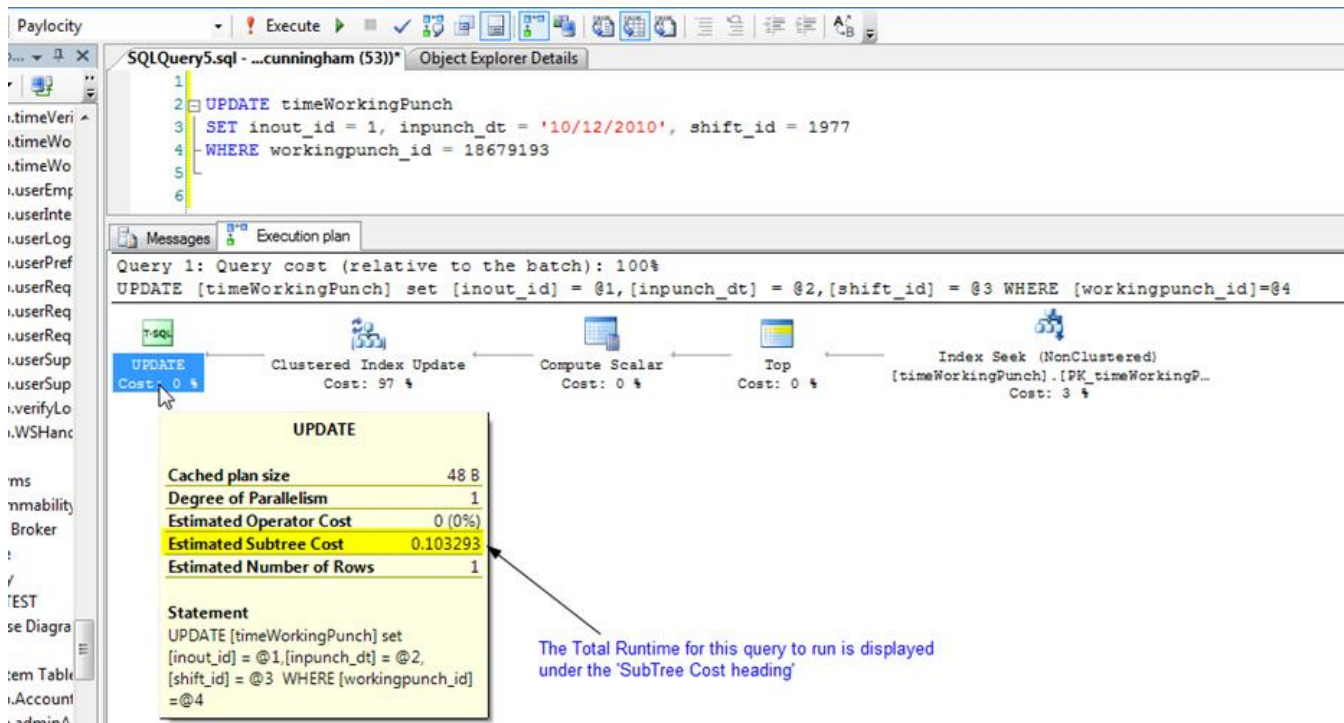 Paylocity
Execute
SQLQuery5.sql - ...cunningham (53))*
Object Explorer Details
.timeVeri
.timeWo
.timeWo
.userEmp
.userInte
.userLog
.userPref
.userReq
.userReq
.userReq
.userSup
.userSup
.verifyLo
.WSHand
rms
mmability
Broker
TEST
se Diagra
tem Table
.Account
1
2 UPDATE timeWorkingPunch
3 SET inout_id = 1, inpunch_dt = '10/12/2010', shift_id = 1977
4 WHERE workingpunch_id = 18679193
5
6
Messages
Execution plan
Query 1: Query cost (relative to the batch): 100%
UPDATE [timeWorkingPunch] set [inout_id] = @1,[inpunch_dt] = @2,[shift_id] = @3 WHERE [workingpunch_id]=@4
T-SQL
UPDATE
Cost: 0 %
Clustered Index Update
Cost: 97 %
Compute Scalar
Cost: 0 %
Top
Cost: 0 %
Index Seek (NonClustered)
[timeWorkingPunch].[PK_timeWorkingP...
Cost: 3 %
UPDATE
Cached plan size 48 B
Degree of Parallelism 1
Estimated Operator Cost 0 (0%)
Estimated Subtree Cost 0.103293
Estimated Number of Rows 1
Statement
UPDATE [timeWorkingPunch] set
[inout_id] = @1,[inpunch_dt] = @2,
[shift_id] = @3 WHERE [workingpunch_id]
=@4
The Total Runtime for this query to run is displayed
under the 'SubTree Cost heading'